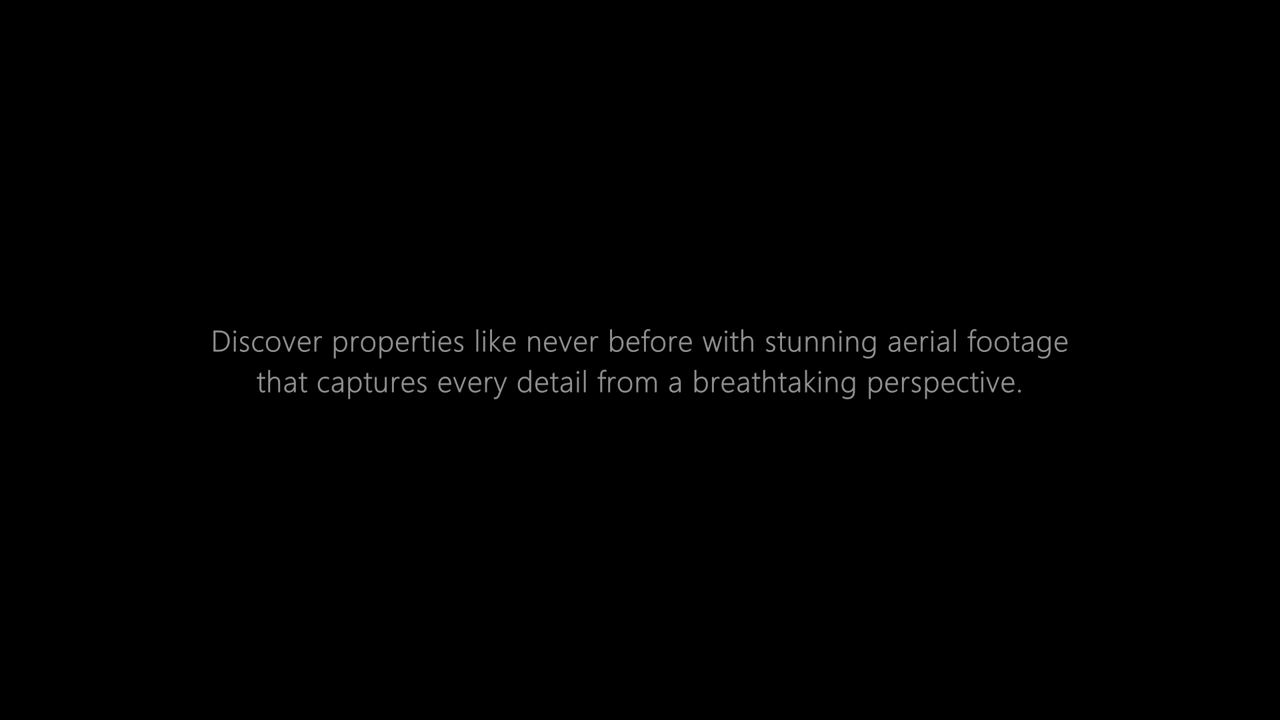 Discover properties like never before with stunning aerial footage
that captures every detail from a breathtaking perspective.